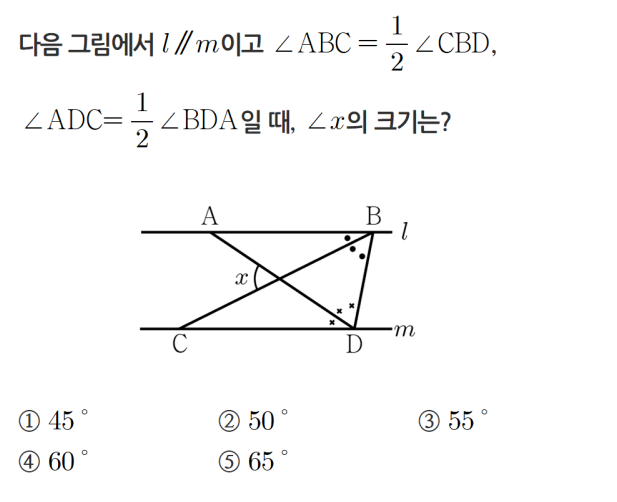 다음 그림에서 l∥m이고 ∠ABC = 1/2 ∠CBD,
∠ADC= 1/2 ∠BDA일 때, ∠x의 크기는?
A B l
x
C D m
① 45° ② 50° ③ 55°
④ 60° ⑤ 65°